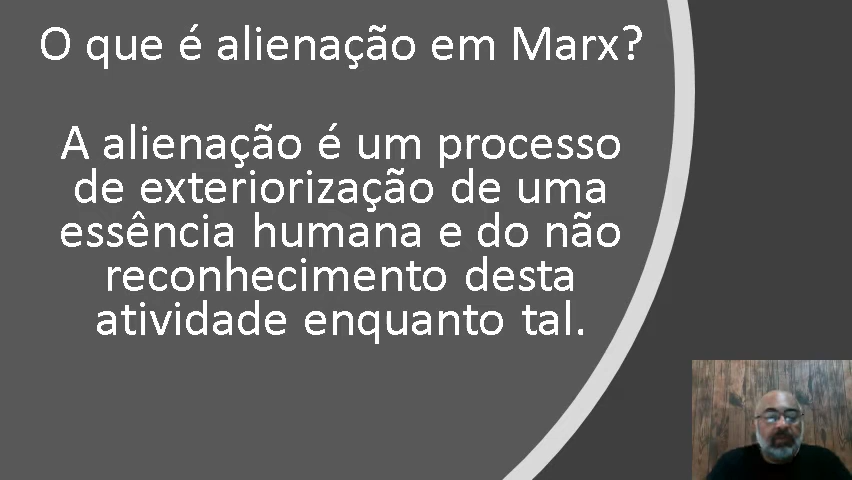 O que é alienação em Marx?
A alienação é um processo
de exteriorização de uma
essência humana e do não
reconhecimento desta
atividade enquanto tal.